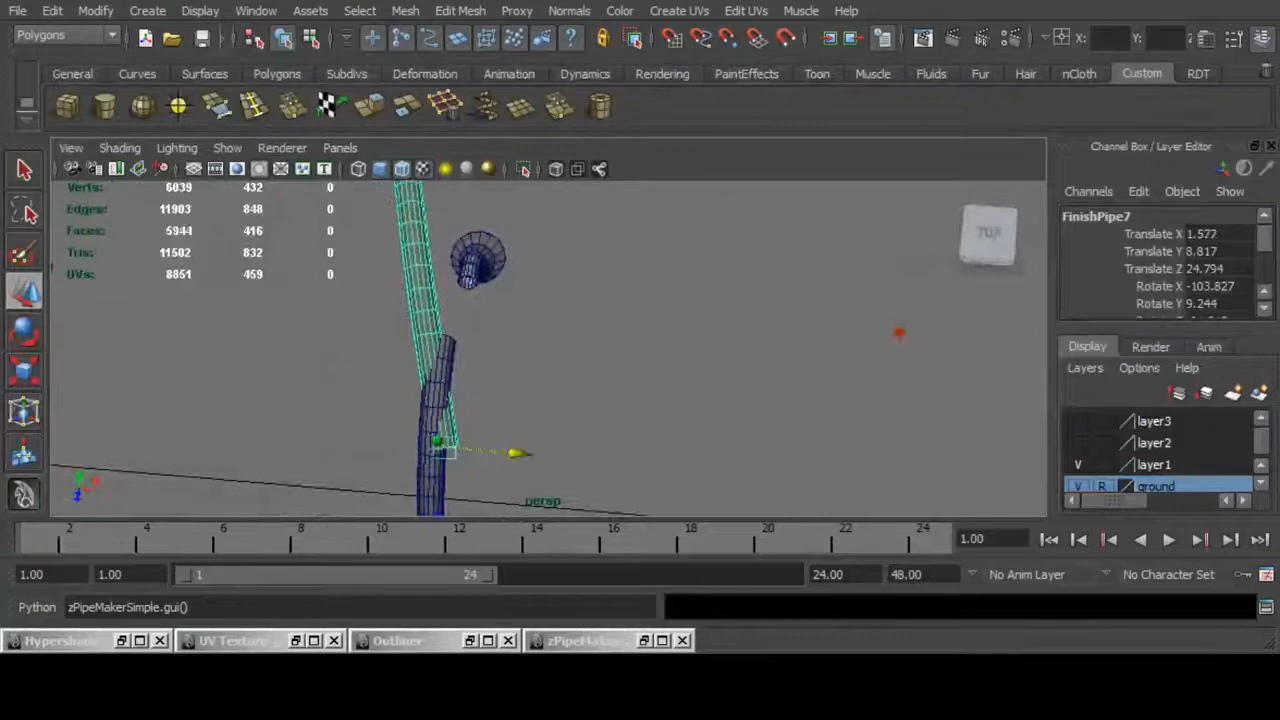 File Edit Modify Create Display Window Assets Select Mesh Edit Mesh Proxy Normals Color Create UVs Edit UVs Muscle Help
Polygons X: Y:
General Curves Surfaces Polygons Subdivs Deformation Animation Dynamics Rendering PaintEffects Toon Muscle Fluids Fur Hair nCloth Custom RDT
View Shading Lighting Show Renderer Panels
Channel Box / Layer Editor
Channels Edit Object Show
Verts: 6039 432 0
Edges: 11903 848 0
Faces: 5944 416 0
Tris: 11502 832 0
UVs: 8851 459 0
TOP
FinishPipe7
Translate X 1.577
Translate Y 8.817
Translate Z 24.794
Rotate X -103.827
Rotate Y 9.244
Display Render Anim
Layers Options Help
layer3
layer2
V layer1
V R ground
persp
2 4 6 8 10 12 14 16 18 20 22 24 1.00
1.00 1.00 1 24 24.00 48.00 No Anim Layer No Character Set
Python zPipeMakerSimple.gui()
Hypershad UV Texture Outliner zPipeMake